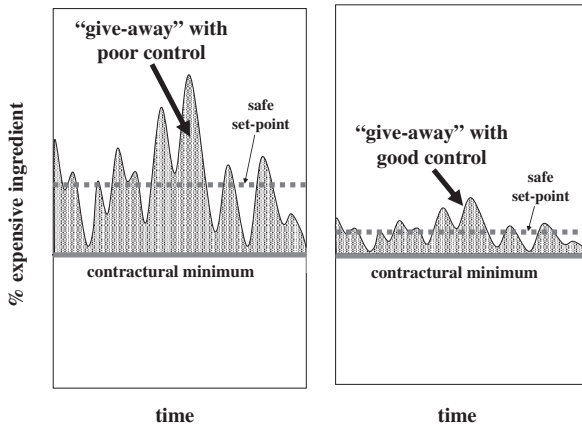 “give-away” with
poor control
safe
set-point
contractural minimum
time
“give-away” with
good control
safe
set-point
contractural minimum
time
% expensive ingredient